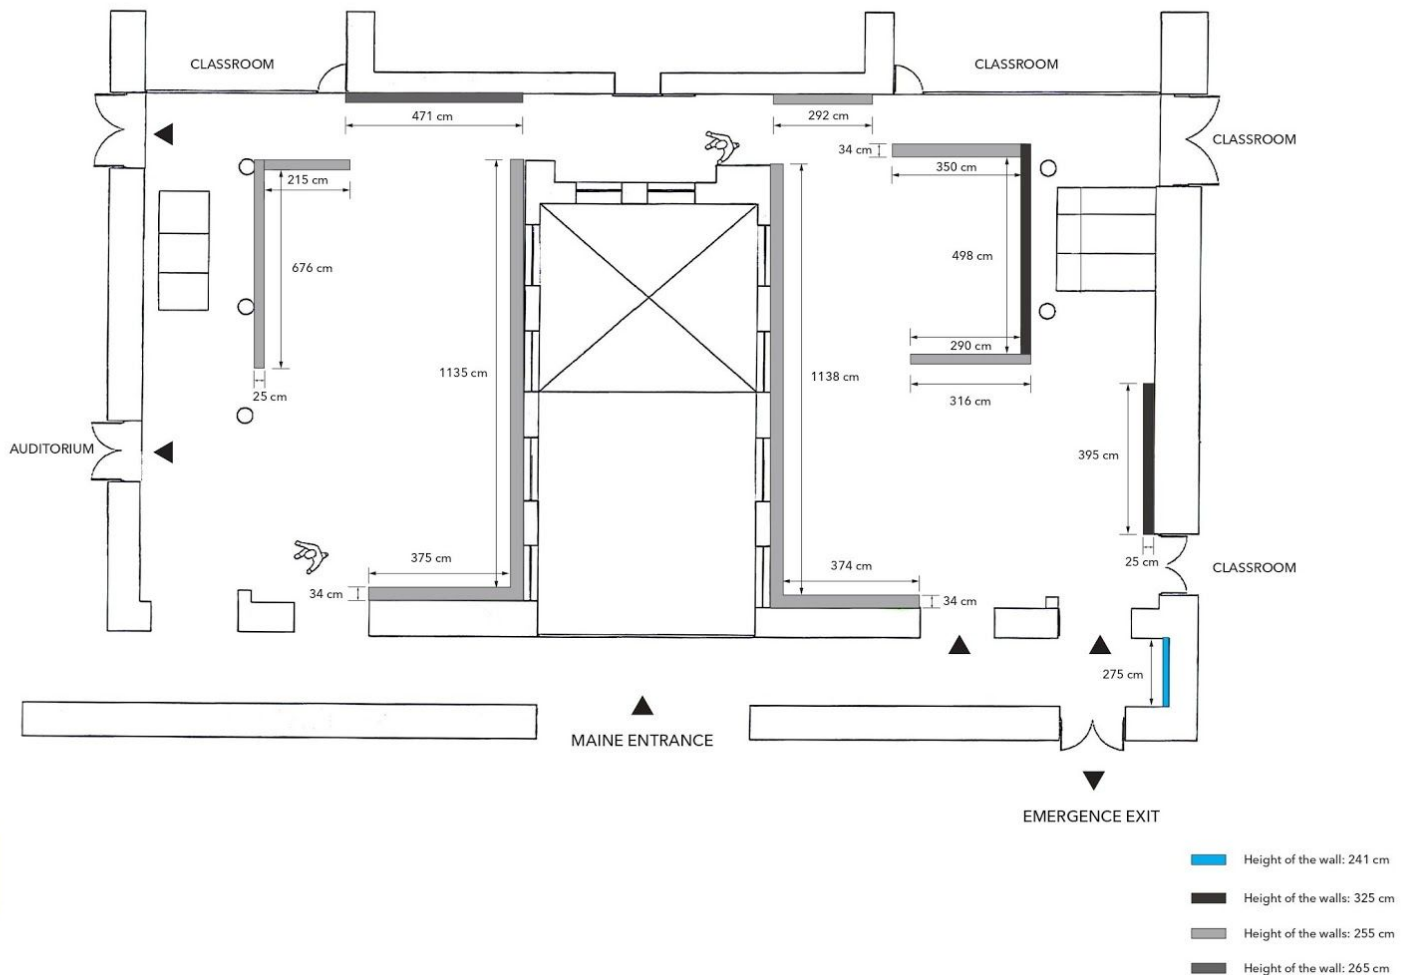 CLASSROOM
CLASSROOM
471 cm
292 cm
CLASSROOM
34 cm
350 cm
215 cm
498 cm
676 cm
290 cm
1135 cm
1138 cm
25 cm
316 cm
AUDITORIUM
395 cm
375 cm
374 cm
25 cm
CLASSROOM
34 cm
34 cm
275 cm
MAINE ENTRANCE
EMERGENCE EXIT
Height of the wall: 241 cm
Height of the walls: 325 cm
Height of the walls: 255 cm
Height of the wall: 265 cm